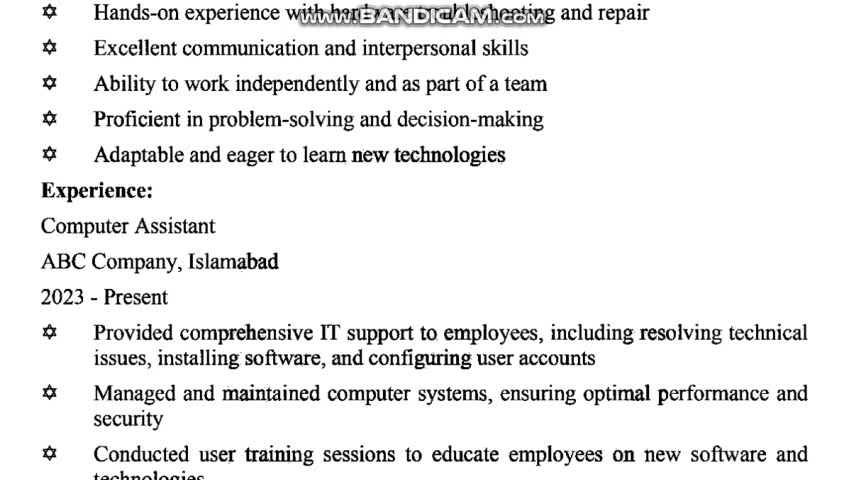 Hands-on experience with hardware troubleshooting and repair
www.BANDICAM.com
Excellent communication and interpersonal skills
Ability to work independently and as part of a team
Proficient in problem-solving and decision-making
Adaptable and eager to learn new technologies
Experience:
Computer Assistant
ABC Company, Islamabad
2023 - Present
Provided comprehensive IT support to employees, including resolving technical
issues, installing software, and configuring user accounts
Managed and maintained computer systems, ensuring optimal performance and
security
Conducted user training sessions to educate employees on new software and
technologies